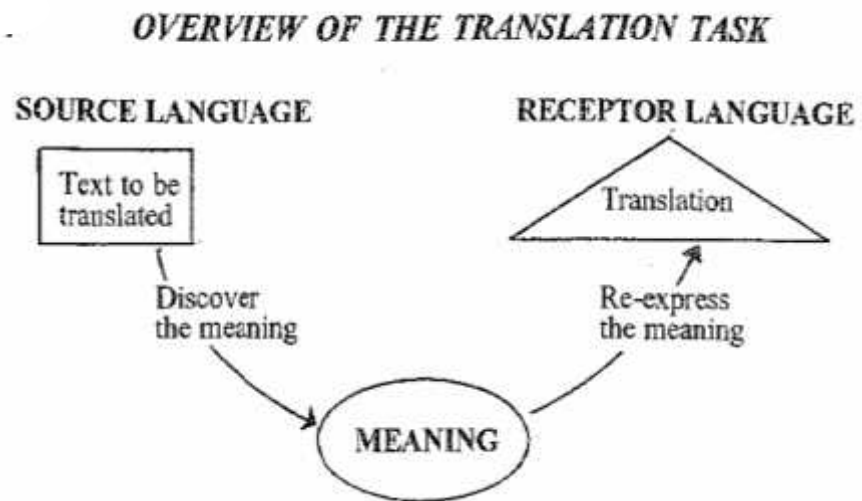 OVERVIEW OF THE TRANSLATION TASK
SOURCE LANGUAGE
RECEPTOR LANGUAGE
Text to be
translated
Translation
Discover
the meaning
Re-express
the meaning
MEANING